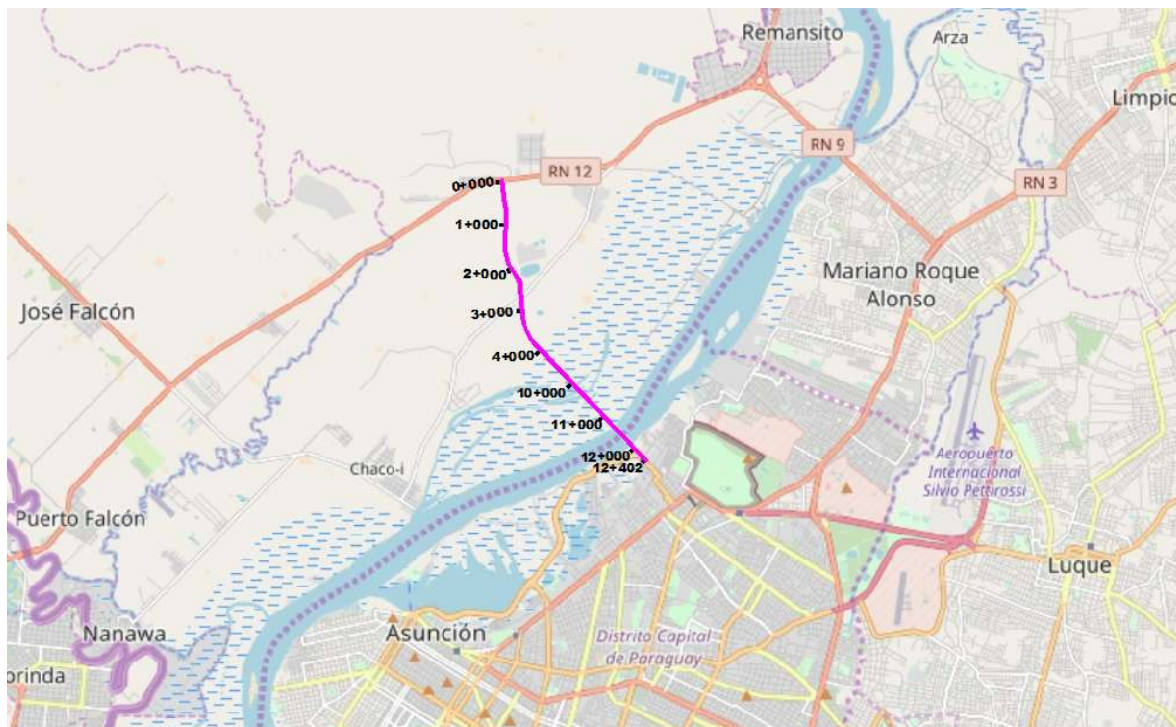 Remansito
Arza
Limpio
RN 9
RN 12
0+000
RN 3
1+000
2+000
Mariano Roque
Alonso
José Falcón
3+000
4+000
10+000
11+000
Aeropuerto
Internacional
Silvio Pettirossi
12+000
12+402
Chaco-i
Puerto Falcón
Luque
Nanawa
Asunción
Distrito Capital
de Paraguay
orinda